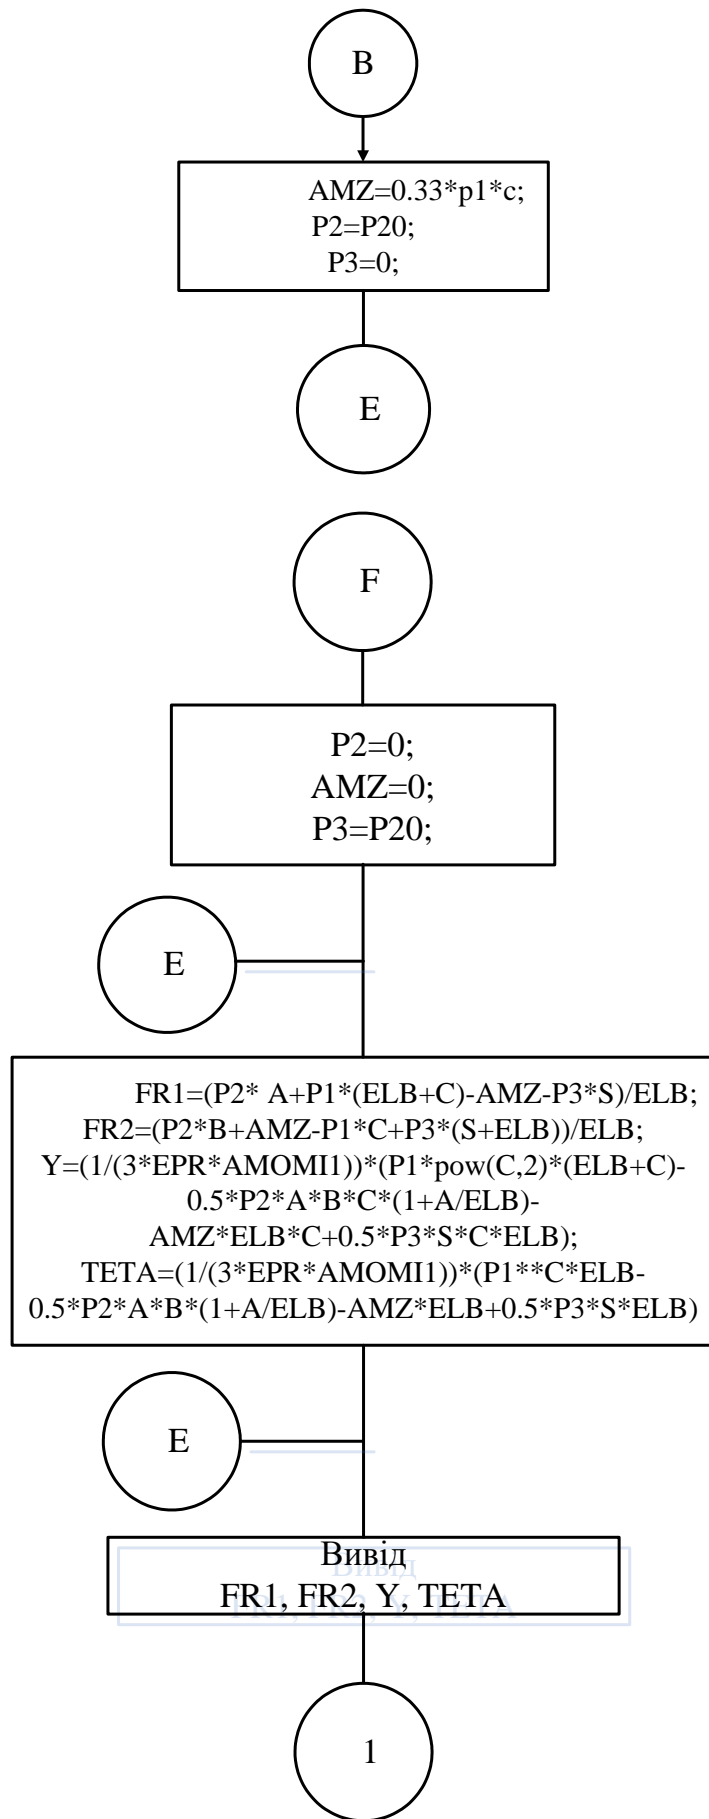 B
AMZ=0.33*p1*c;
P2=P20;
P3=0;
E
F
P2=0;
AMZ=0;
P3=P20;
E
FR1=(P2* A+P1*(ELB+C)-AMZ-P3*S)/ELB;
FR2=(P2*B+AMZ-P1*C+P3*(S+ELB))/ELB;
Y=(1/(3*EPR*AMOMI1))*(P1*pow(C,2)*(ELB+C)-
0.5*P2*A*B*C*(1+A/ELB)-
AMZ*ELB*C+0.5*P3*S*C*ELB);
TETA=(1/(3*EPR*AMOMI1))*(P1**C*ELB-
0.5*P2*A*B*(1+A/ELB)-AMZ*ELB+0.5*P3*S*ELB)
E
Вивід
FR1, FR2, Y, TETA
1